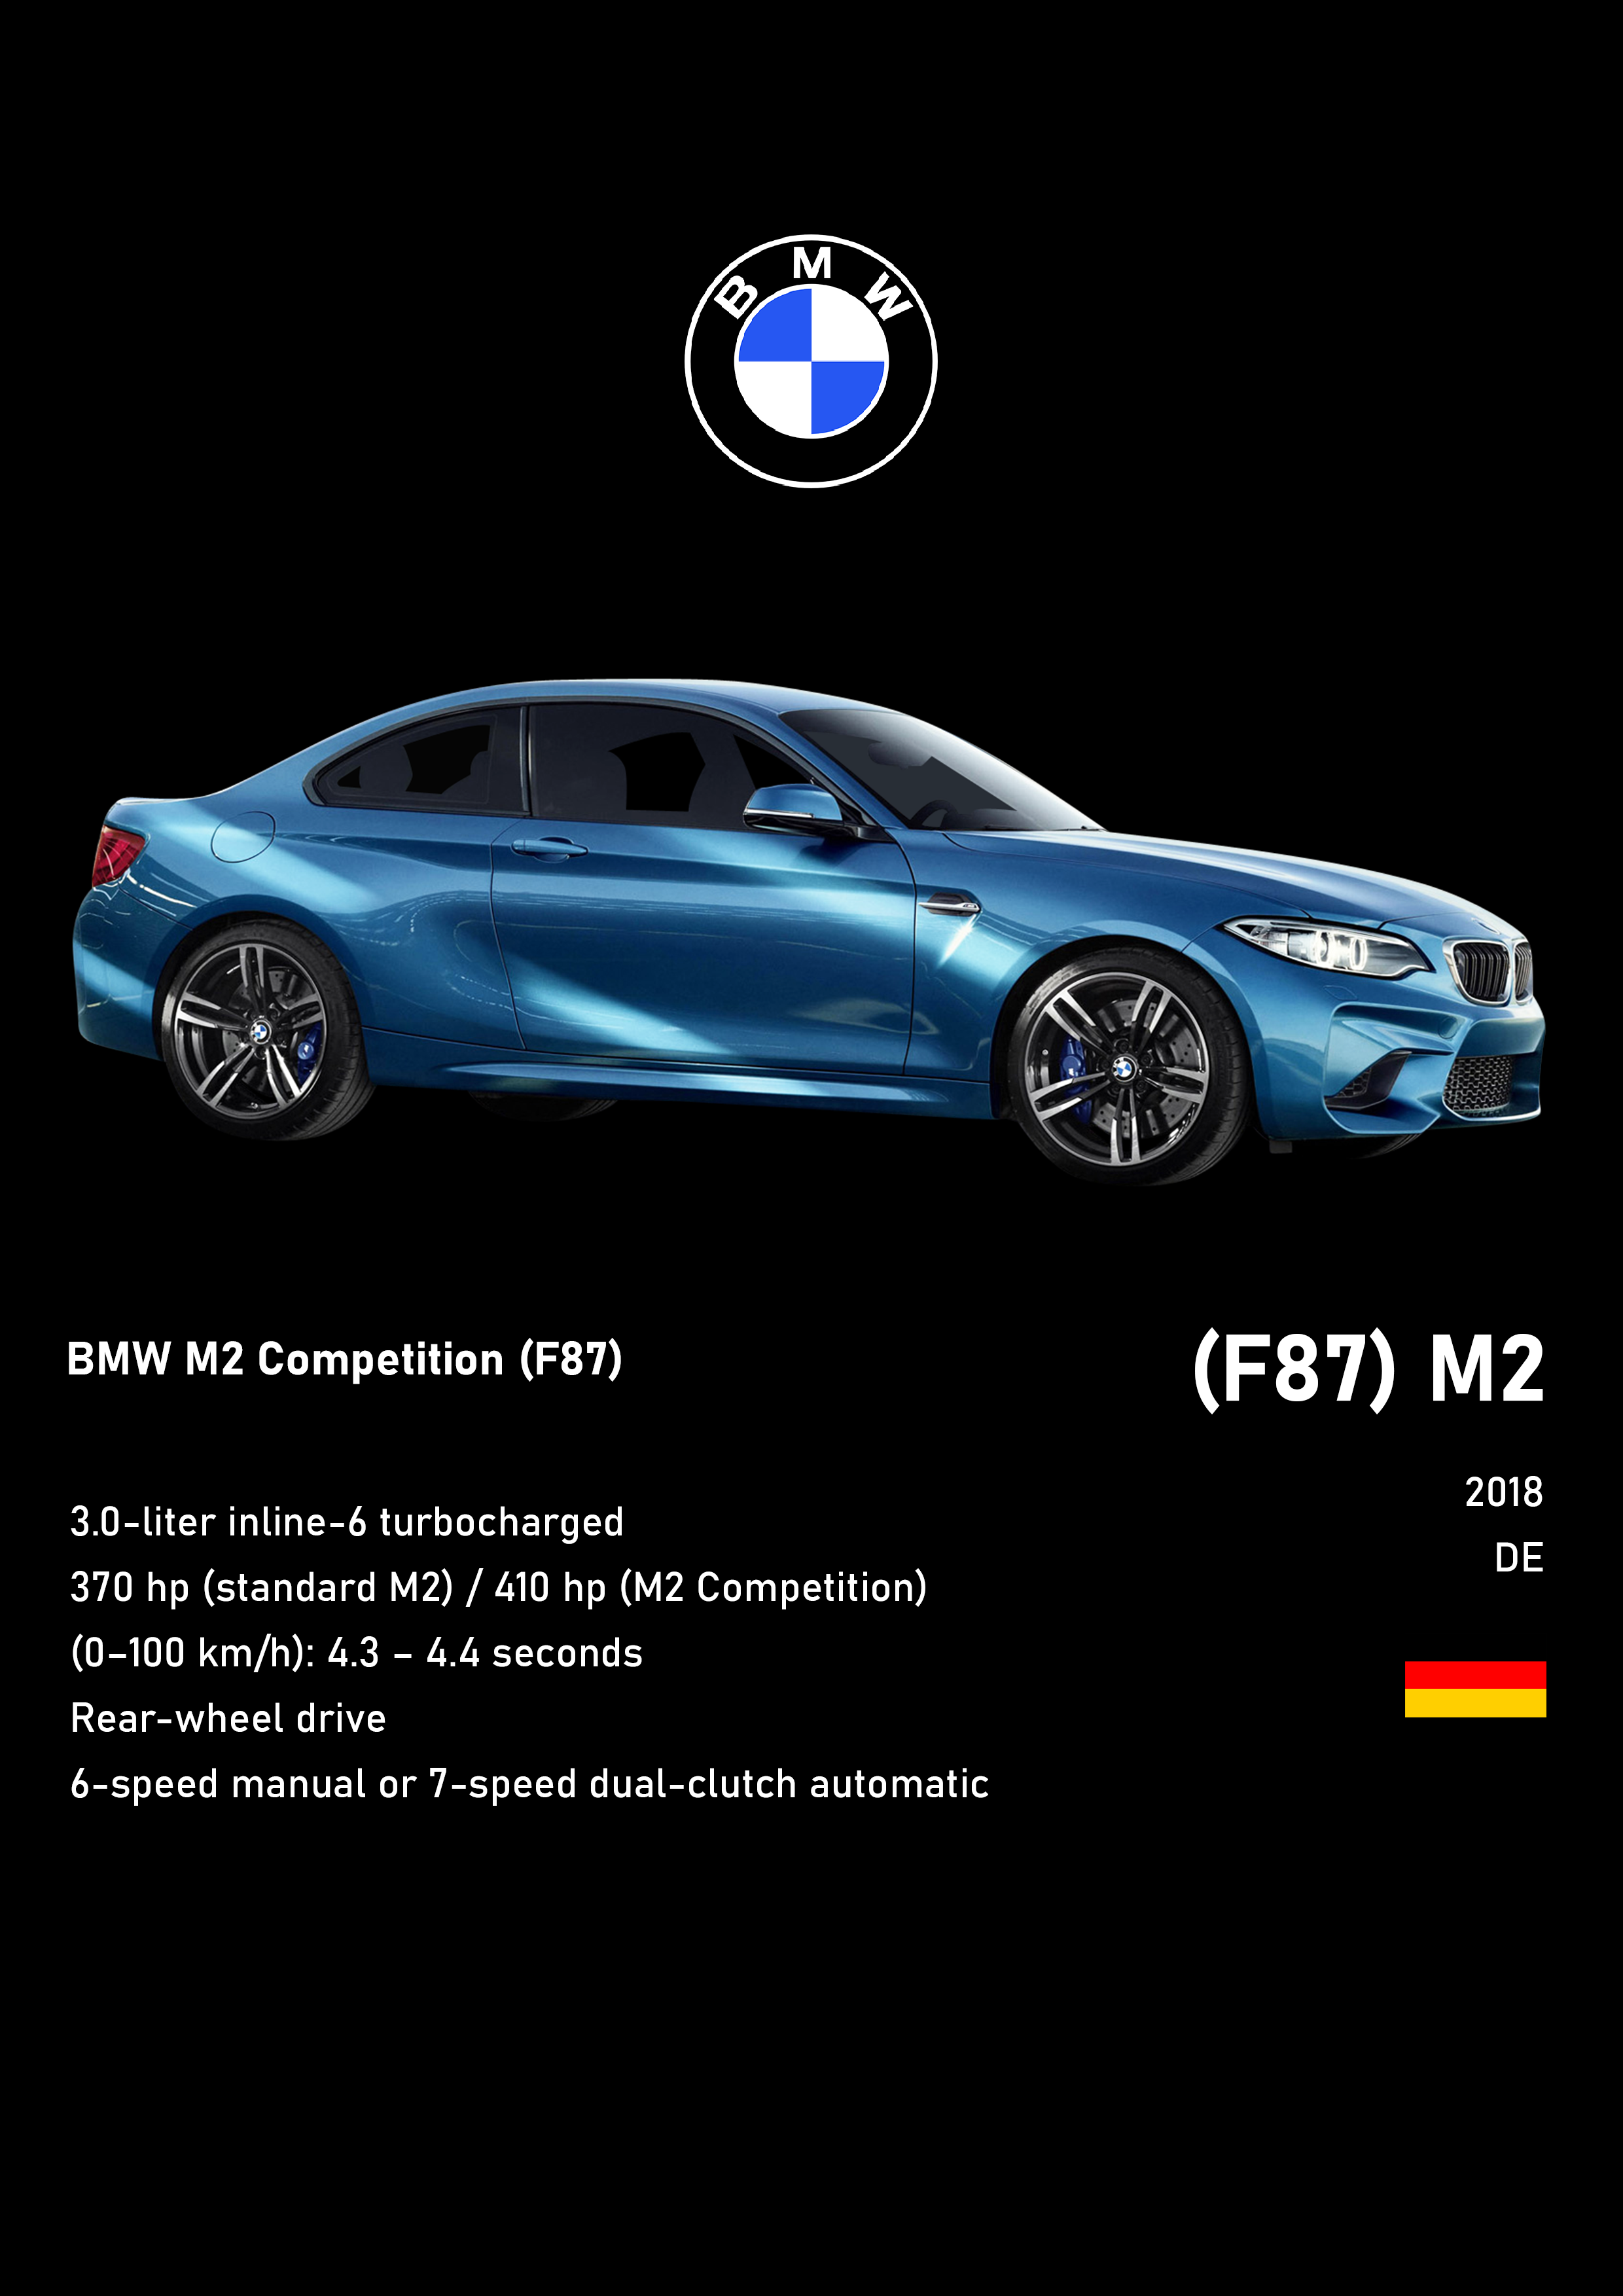 BMW
BMW M2 Competition (F87)
(F87) M2
3.0-liter inline-6 turbocharged
370 hp (standard M2) / 410 hp (M2 Competition)
(0–100 km/h): 4.3 – 4.4 seconds
Rear-wheel drive
6-speed manual or 7-speed dual-clutch automatic
2018
DE